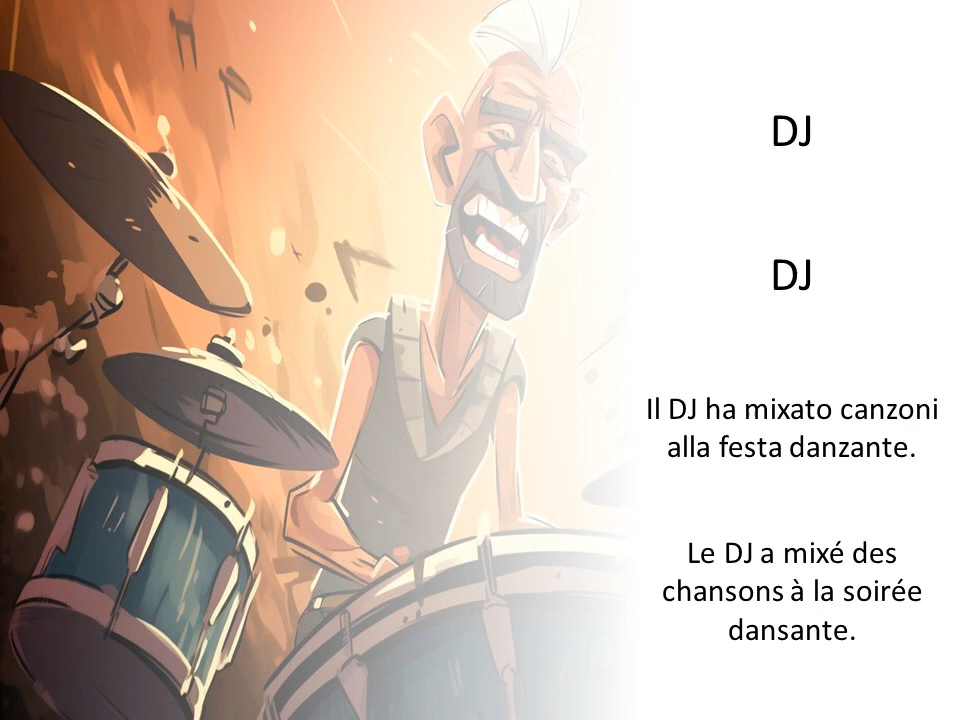 DJ
DJ
Il DJ ha mixato canzoni
alla festa danzante.
Le DJ a mixé des
chansons à la soirée
dansante.